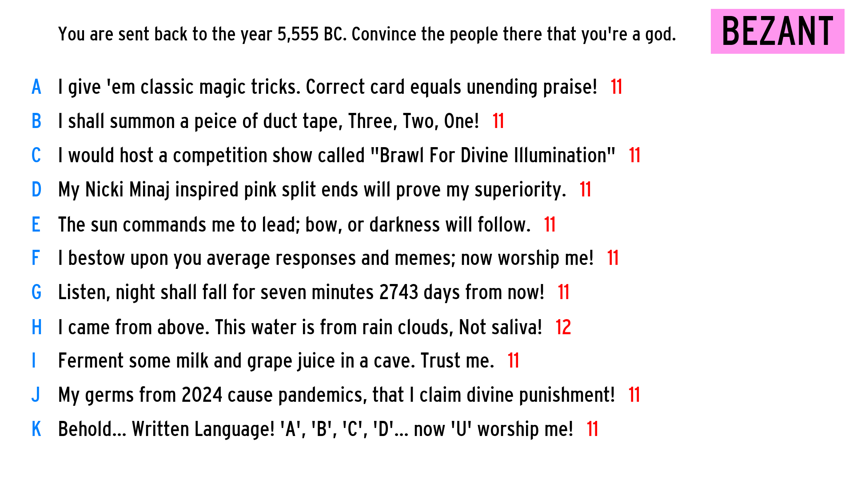 You are sent back to the year 5,555 BC. Convince the people there that you're a god.
BEZANT
A I give 'em classic magic tricks. Correct card equals unending praise! 11
B I shall summon a peice of duct tape, Three, Two, One! 11
C I would host a competition show called "Brawl For Divine Illumination" 11
D My Nicki Minaj inspired pink split ends will prove my superiority. 11
E The sun commands me to lead; bow, or darkness will follow. 11
F I bestow upon you average responses and memes; now worship me! 11
G Listen, night shall fall for seven minutes 2743 days from now! 11
H I came from above. This water is from rain clouds, Not saliva! 12
I Ferment some milk and grape juice in a cave. Trust me. 11
J My germs from 2024 cause pandemics, that I claim divine punishment! 11
K Behold... Written Language! 'A', 'B', 'C', 'D'... now 'U' worship me! 11